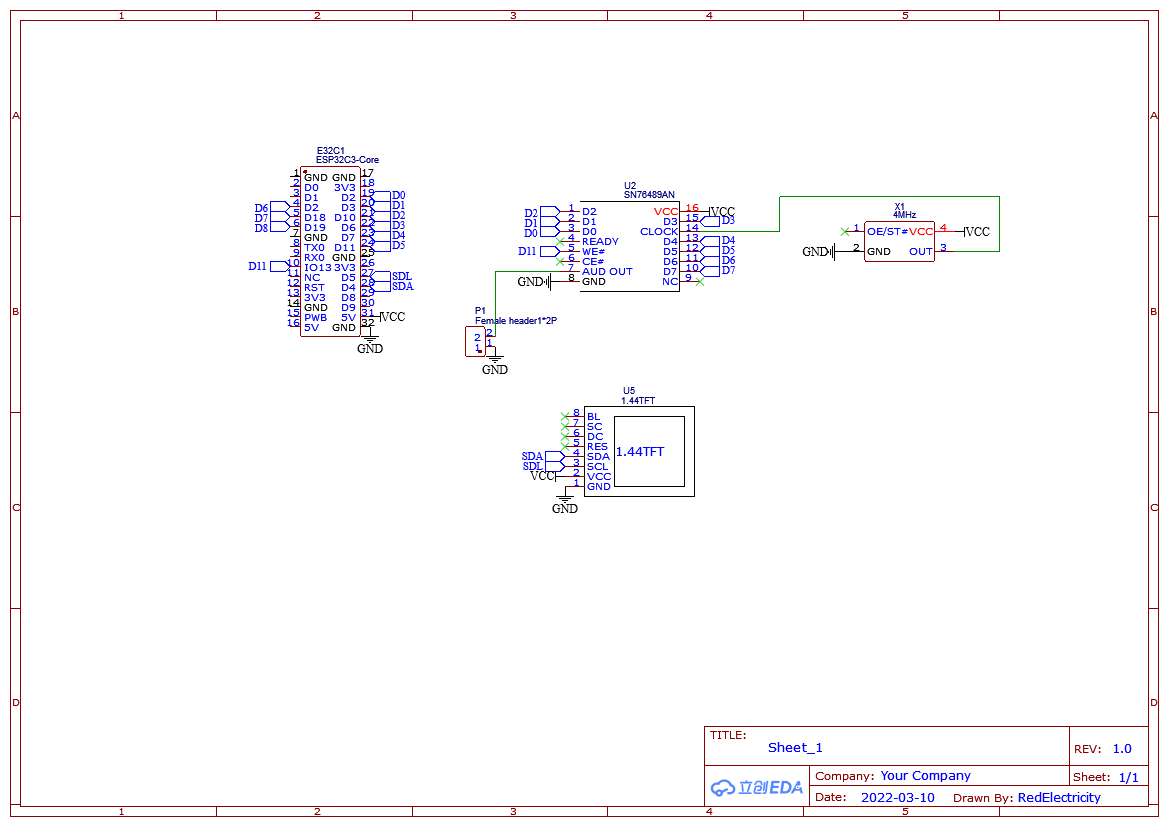 1 2 3 4 5
A A
B B
C C
D D
1 2 3 4 5
E32C1
ESP32C3-Core
1 GND GND 17
2 D0 3V3 18
3 D1 D2 19 D0
D6 4 D2 D3 20 D1
D7 5 D18 D10 21 D2
D8 6 D19 D6 22 D3
7 GND D7 23 D4
8 TX0 D11 24 D5
9 RX0 GND 25
D11 10 IO13 3V3 26
11 NC D5 27 SDL
12 RST D4 28 SDA
13 3V3 D8 29
14 GND D9 30
15 PWB 5V 31 VCC
16 5V GND 32
GND
U2
SN76489AN
D2 1 D2 VCC 16 VCC
D1 2 D1 D3 15 D3
D0 3 D0 CLOCK 14
4 READY D4 13 D4
D11 5 WE# D5 12 D5
6 CE# D6 11 D6
7 AUD OUT D7 10 D7
GND 8 GND NC 9
X1
4MHz
1 OE/ST# VCC 4 VCC
GND 2 GND OUT 3
P1
Female header1*2P
2 2
1 1
GND
U5
1.44TFT
8 BL
7 SC
6 DC
5 RES
SDA 4 SDA 1.44TFT
SDL 3 SCL
VCC 2 VCC
1 GND
GND
TITLE:
Sheet_1
REV: 1.0
立创EDA
Company: Your Company
Sheet: 1/1
Date: 2022-03-10 Drawn By: RedElectricity